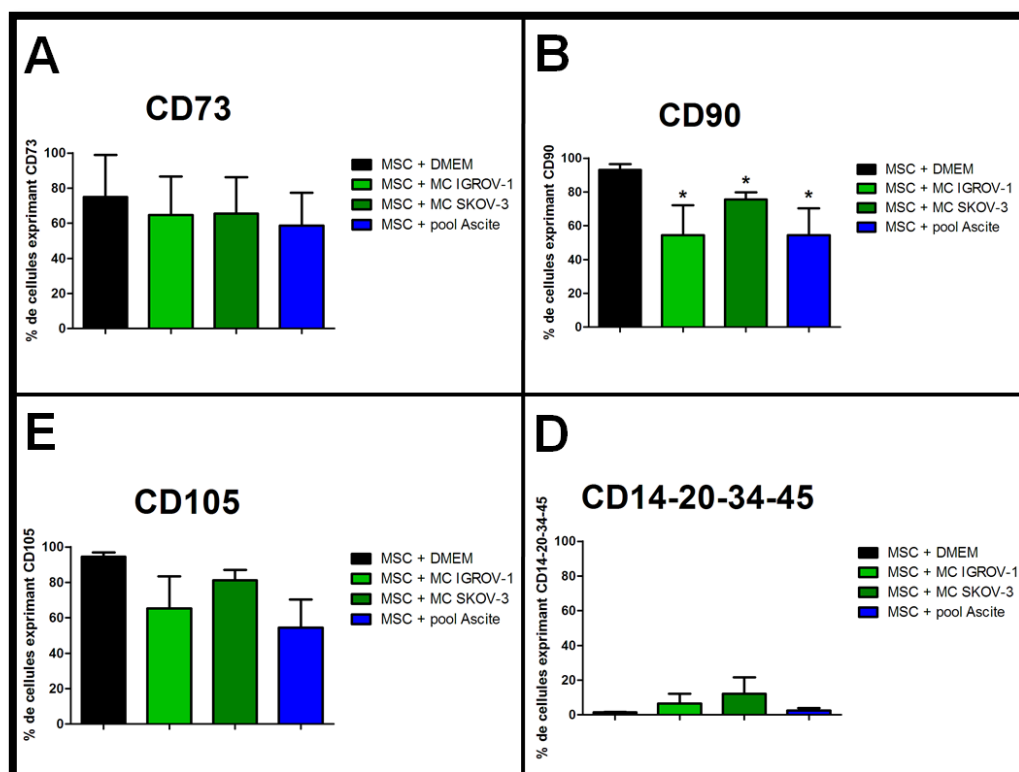 A
CD73
% de cellules exprimant CD73
100
80
60
40
20
0
MSC + DMEM
MSC + MC IGROV-1
MSC + MC SKOV-3
MSC + pool Ascite
B
CD90
% de cellules exprimant CD90
100
80
60
40
20
0
*
*
*
MSC + DMEM
MSC + MC IGROV-1
MSC + MC SKOV-3
MSC + pool Ascite
E
CD105
% de cellules exprimant CD105
100
80
60
40
20
0
MSC + DMEM
MSC + MC IGROV-1
MSC + MC SKOV-3
MSC + pool Ascite
D
CD14-20-34-45
% de cellules exprimant CD14-20-34-45
100
80
60
40
20
0
MSC + DMEM
MSC + MC IGROV-1
MSC + MC SKOV-3
MSC + pool Ascite